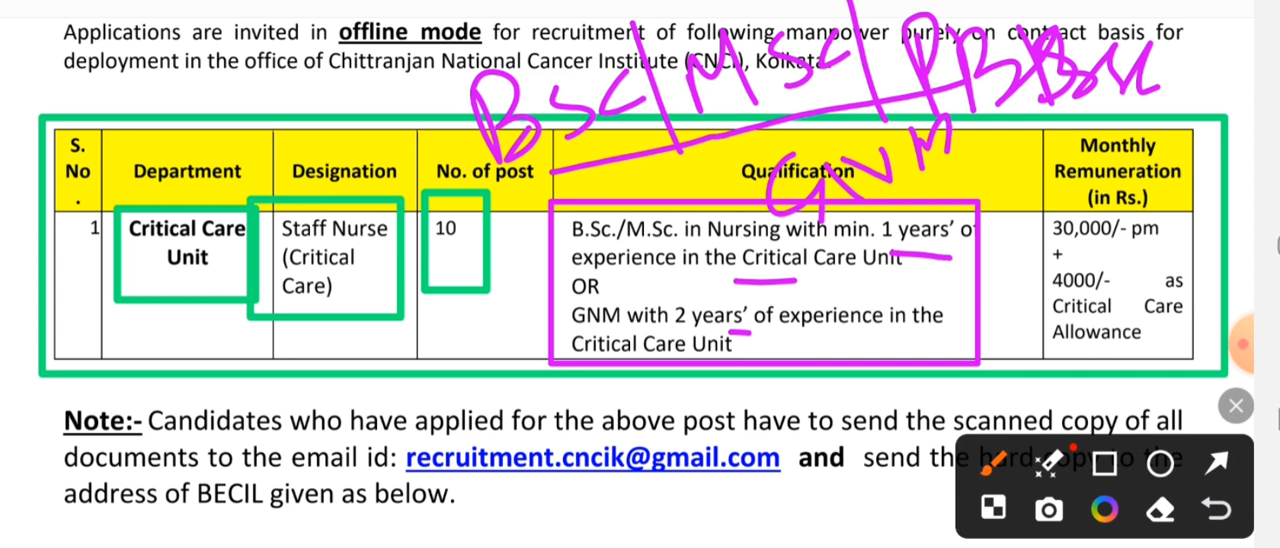 Applications are invited in offline mode for recruitment of following manpower purely on contract basis for
deployment in the office of Chittranjan National Cancer Institute (CNCI), Kolkata.
BSC/MSC/PBBSC
GNM
S. No. Department Designation No. of post Qualification Monthly Remuneration (in Rs.)
1 Critical Care Unit
Staff Nurse (Critical Care)
10
B.Sc./M.Sc. in Nursing with min. 1 years' of
experience in the Critical Care Unit
OR
GNM with 2 years' of experience in the
Critical Care Unit
30,000/- pm
+
4000/- as
Critical Care
Allowance
Note:- Candidates who have applied for the above post have to send the scanned copy of all
documents to the email id: recruitment.cncik@gmail.com and send the hard copy to the
address of BECIL given as below.